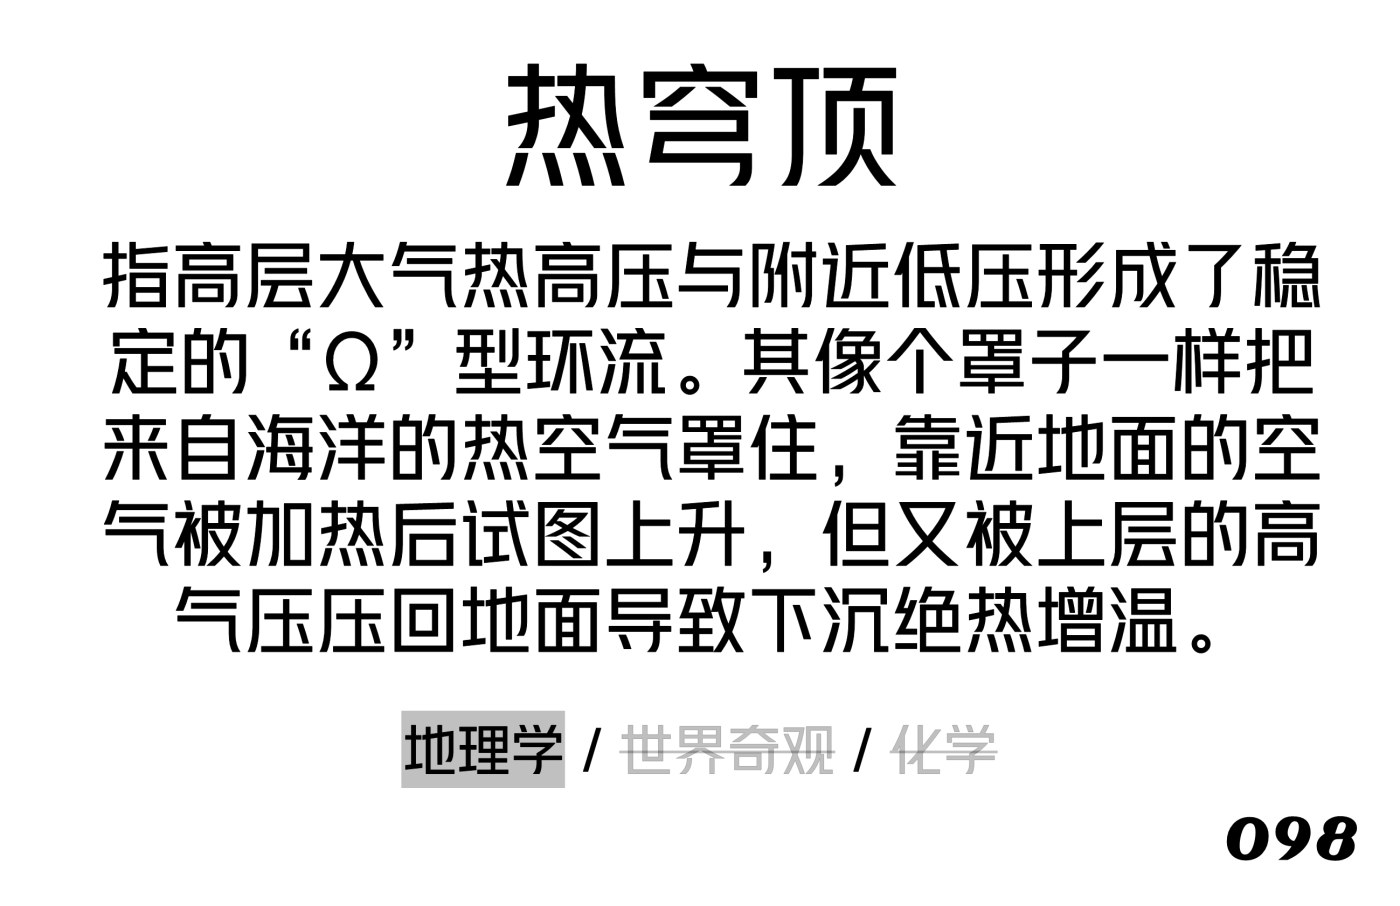 热穹顶
指高层大气热高压与附近低压形成了稳
定的“Ω”型环流。其像个罩子一样把
来自海洋的热空气罩住，靠近地面的空
气被加热后试图上升，但又被上层的高
气压压回地面导致下沉绝热增温。
地理学 / 世界奇观 / 化学
098